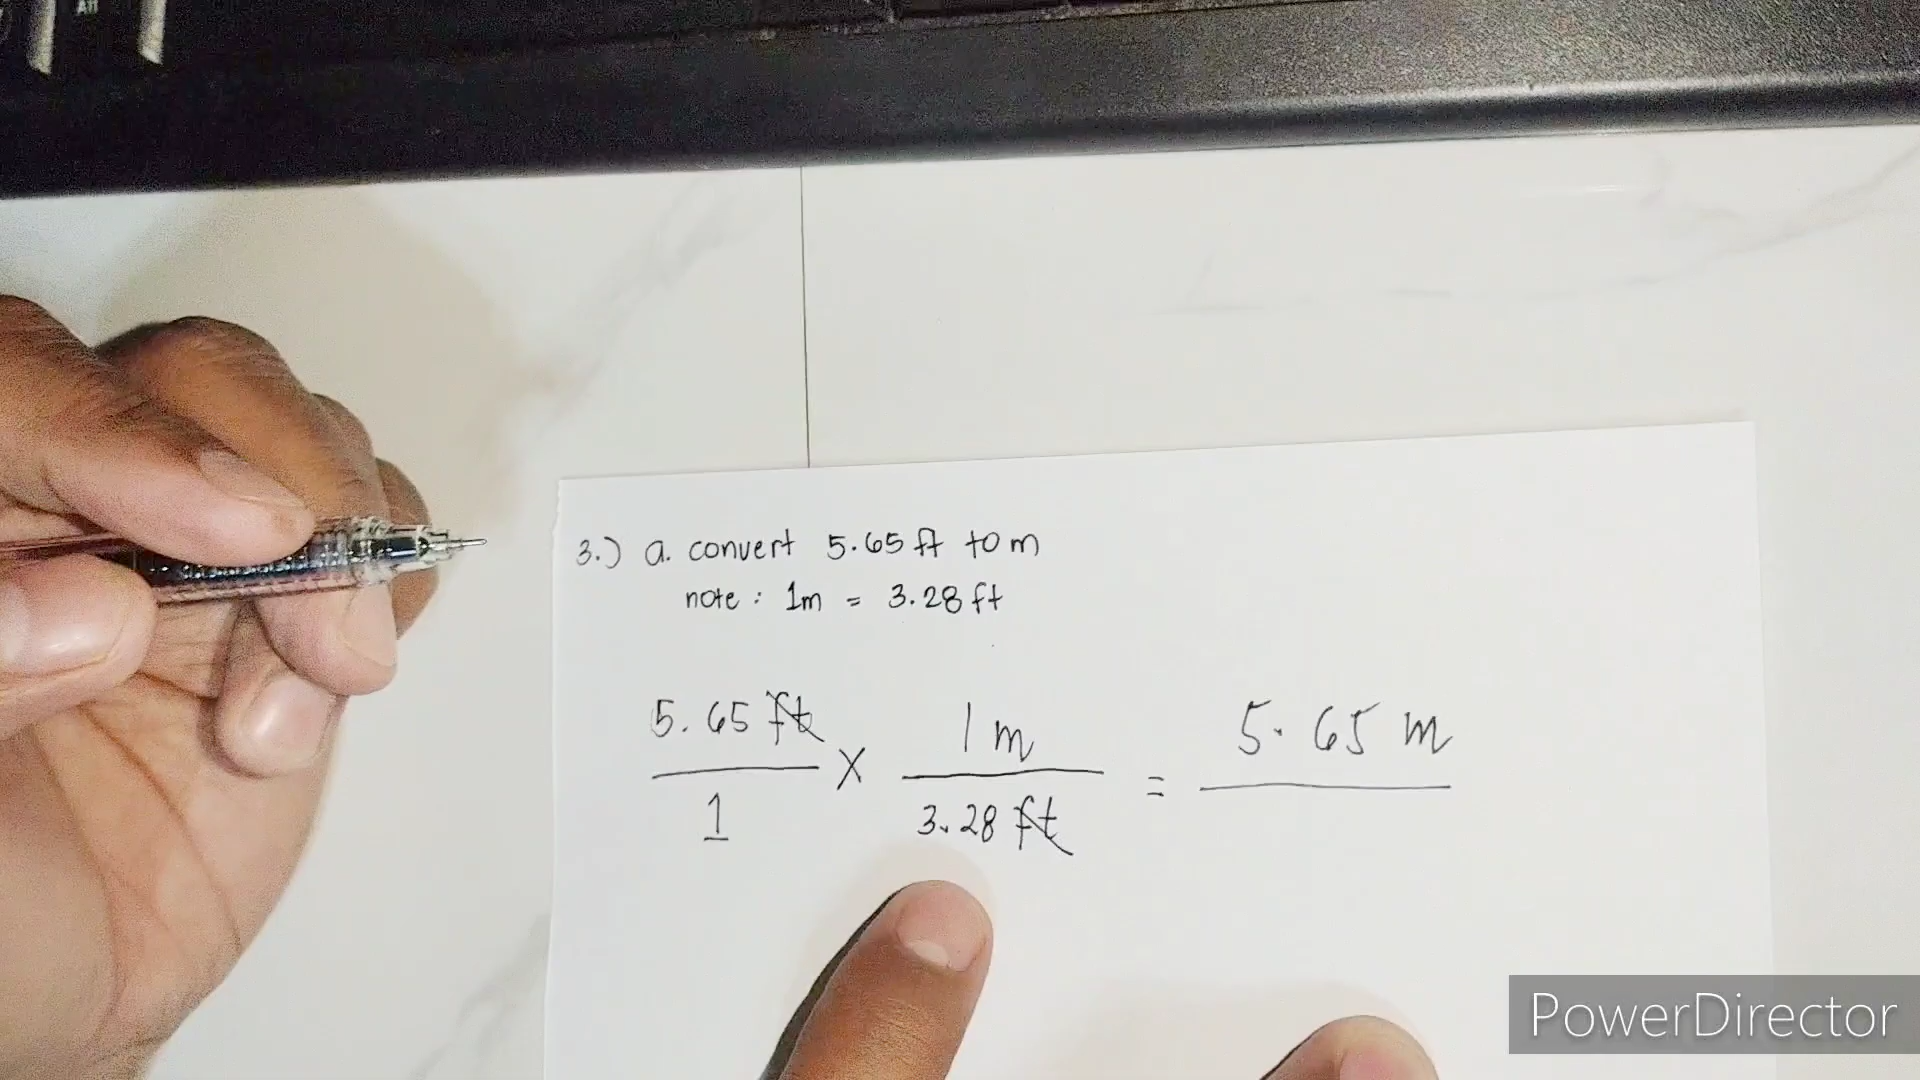 3.) a. convert 5.65 ft to m
note : 1m = 3.28 ft
5.65 ft
1
X
1 m
3.28 ft
=
5.65 m
PowerDirector